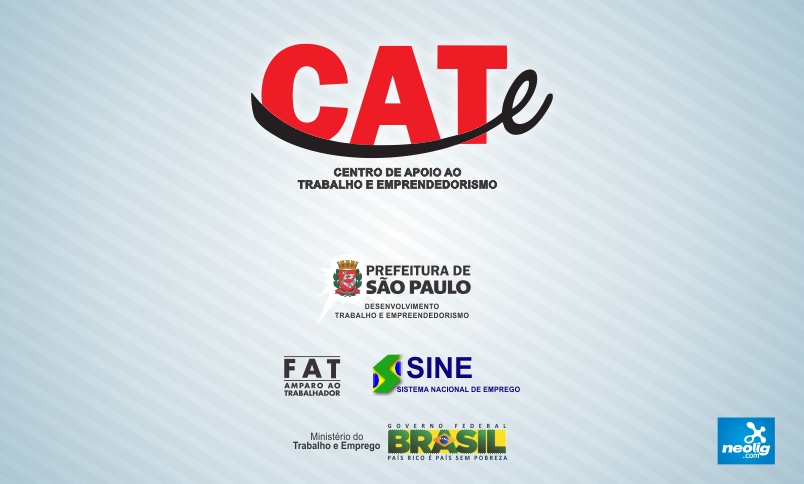 CATe
CENTRO DE APOIO AO
TRABALHO E EMPRENDEDORISMO
PREFEITURA DE
SÃO PAULO
DESENVOLVIMENTO
TRABALHO E EMPREENDEDORISMO
FAT
AMPARO AO
TRABALHADOR
SINE
SISTEMA NACIONAL DE EMPREGO
Ministério do
Trabalho e Emprego
GOVERNO FEDERAL
BRASIL
PAÍS RICO É PAÍS SEM POBREZA
neolig
.com